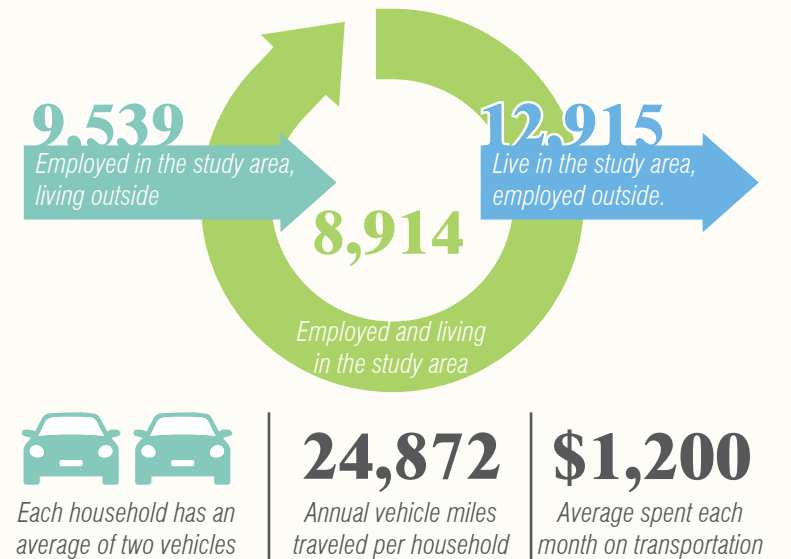 9,539
Employed in the study area,
living outside
12,915
Live in the study area,
employed outside.
8,914
Employed and living
in the study area
Each household has an
average of two vehicles
24,872
Annual vehicle miles
traveled per household
$1,200
Average spent each
month on transportation